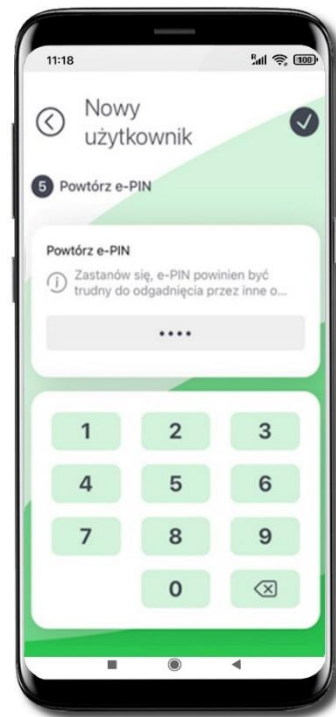 11:18
R
100
Nowy
użytkownik
5 Powtórz e-PIN
Powtórz e-PIN
Zastanów się, e-PIN powinien być
trudny do odgadnięcia przez inne o...
••••
1 2 3
4 5 6
7 8 9
0